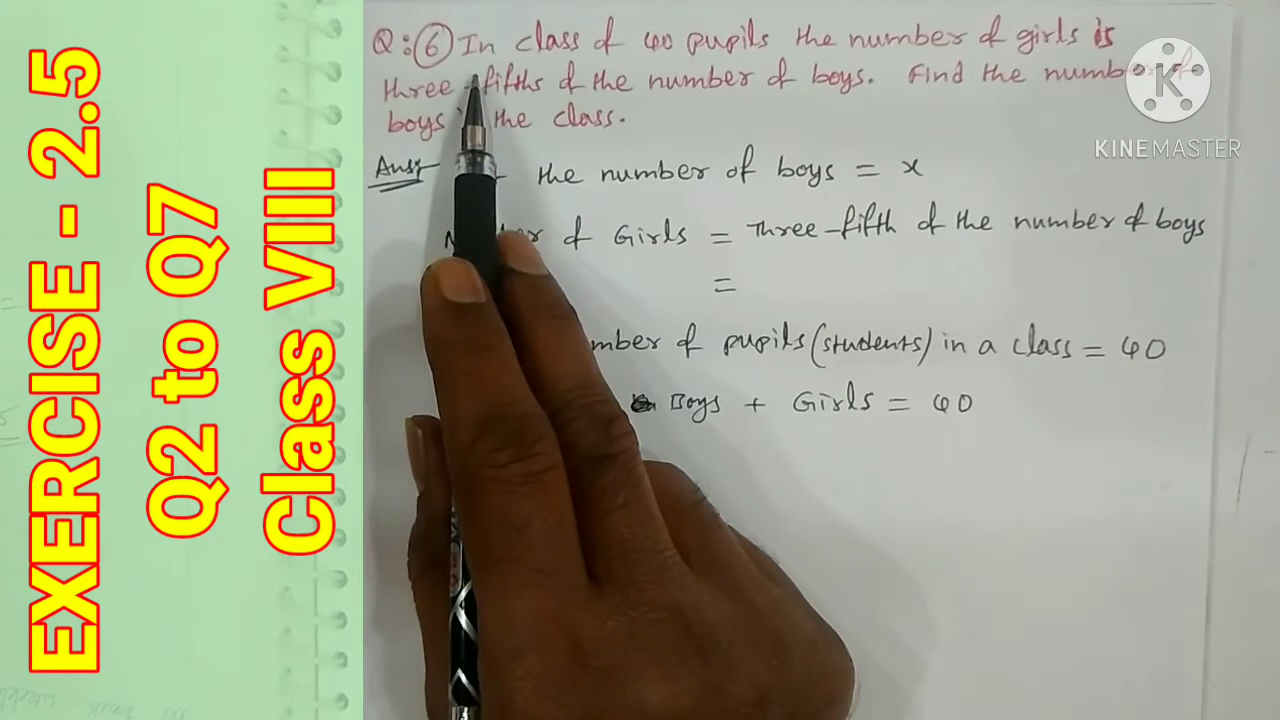 EXERCISE - 2.5
Q2 to Q7
Class VIII
Q:⑥ In class of 40 pupils the number of girls is
three-fifths of the number of boys. Find the number of
boys the class.
KINEMASTER
Ans:
the number of boys = x
of Girls = Three-fifth of the number of boys
=
pupils (students) in a class = 40
Boys + Girls = 40